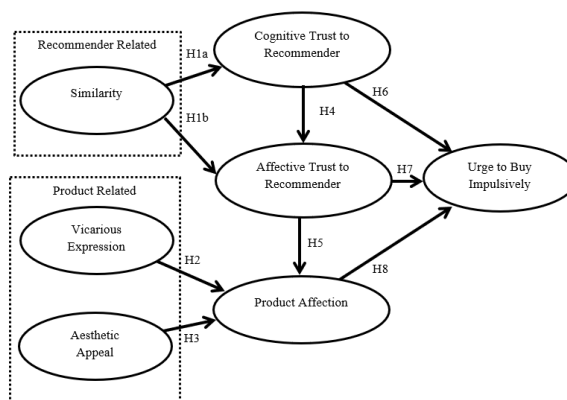 Recommender Related
Similarity
H1a
H1b
Cognitive Trust to
Recommender
H4
H6
Affective Trust to
Recommender
H7
Urge to Buy
Impulsively
Product Related
Vicarious
Expression
H2
H5
H8
Product Affection
Aesthetic
Appeal
H3